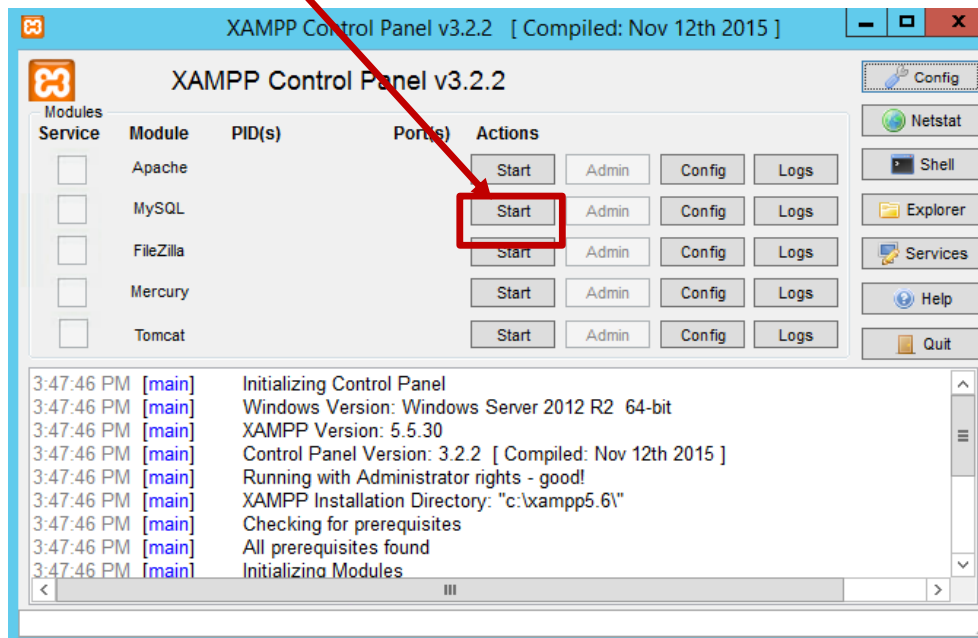 XAMPP Control Panel v3.2.2 [ Compiled: Nov 12th 2015 ]
XAMPP Control Panel v3.2.2
Config
Modules
Service Module PID(s) Port(s) Actions
Netstat
Apache Start Admin Config Logs
Shell
MySQL Start Admin Config Logs
Explorer
FileZilla Start Admin Config Logs
Services
Mercury Start Admin Config Logs
Help
Tomcat Start Admin Config Logs
Quit
3:47:46 PM [main] Initializing Control Panel
3:47:46 PM [main] Windows Version: Windows Server 2012 R2 64-bit
3:47:46 PM [main] XAMPP Version: 5.5.30
3:47:46 PM [main] Control Panel Version: 3.2.2 [ Compiled: Nov 12th 2015 ]
3:47:46 PM [main] Running with Administrator rights - good!
3:47:46 PM [main] XAMPP Installation Directory: "c:\xampp5.6\"
3:47:46 PM [main] Checking for prerequisites
3:47:46 PM [main] All prerequisites found
3:47:46 PM [main] Initializing Modules